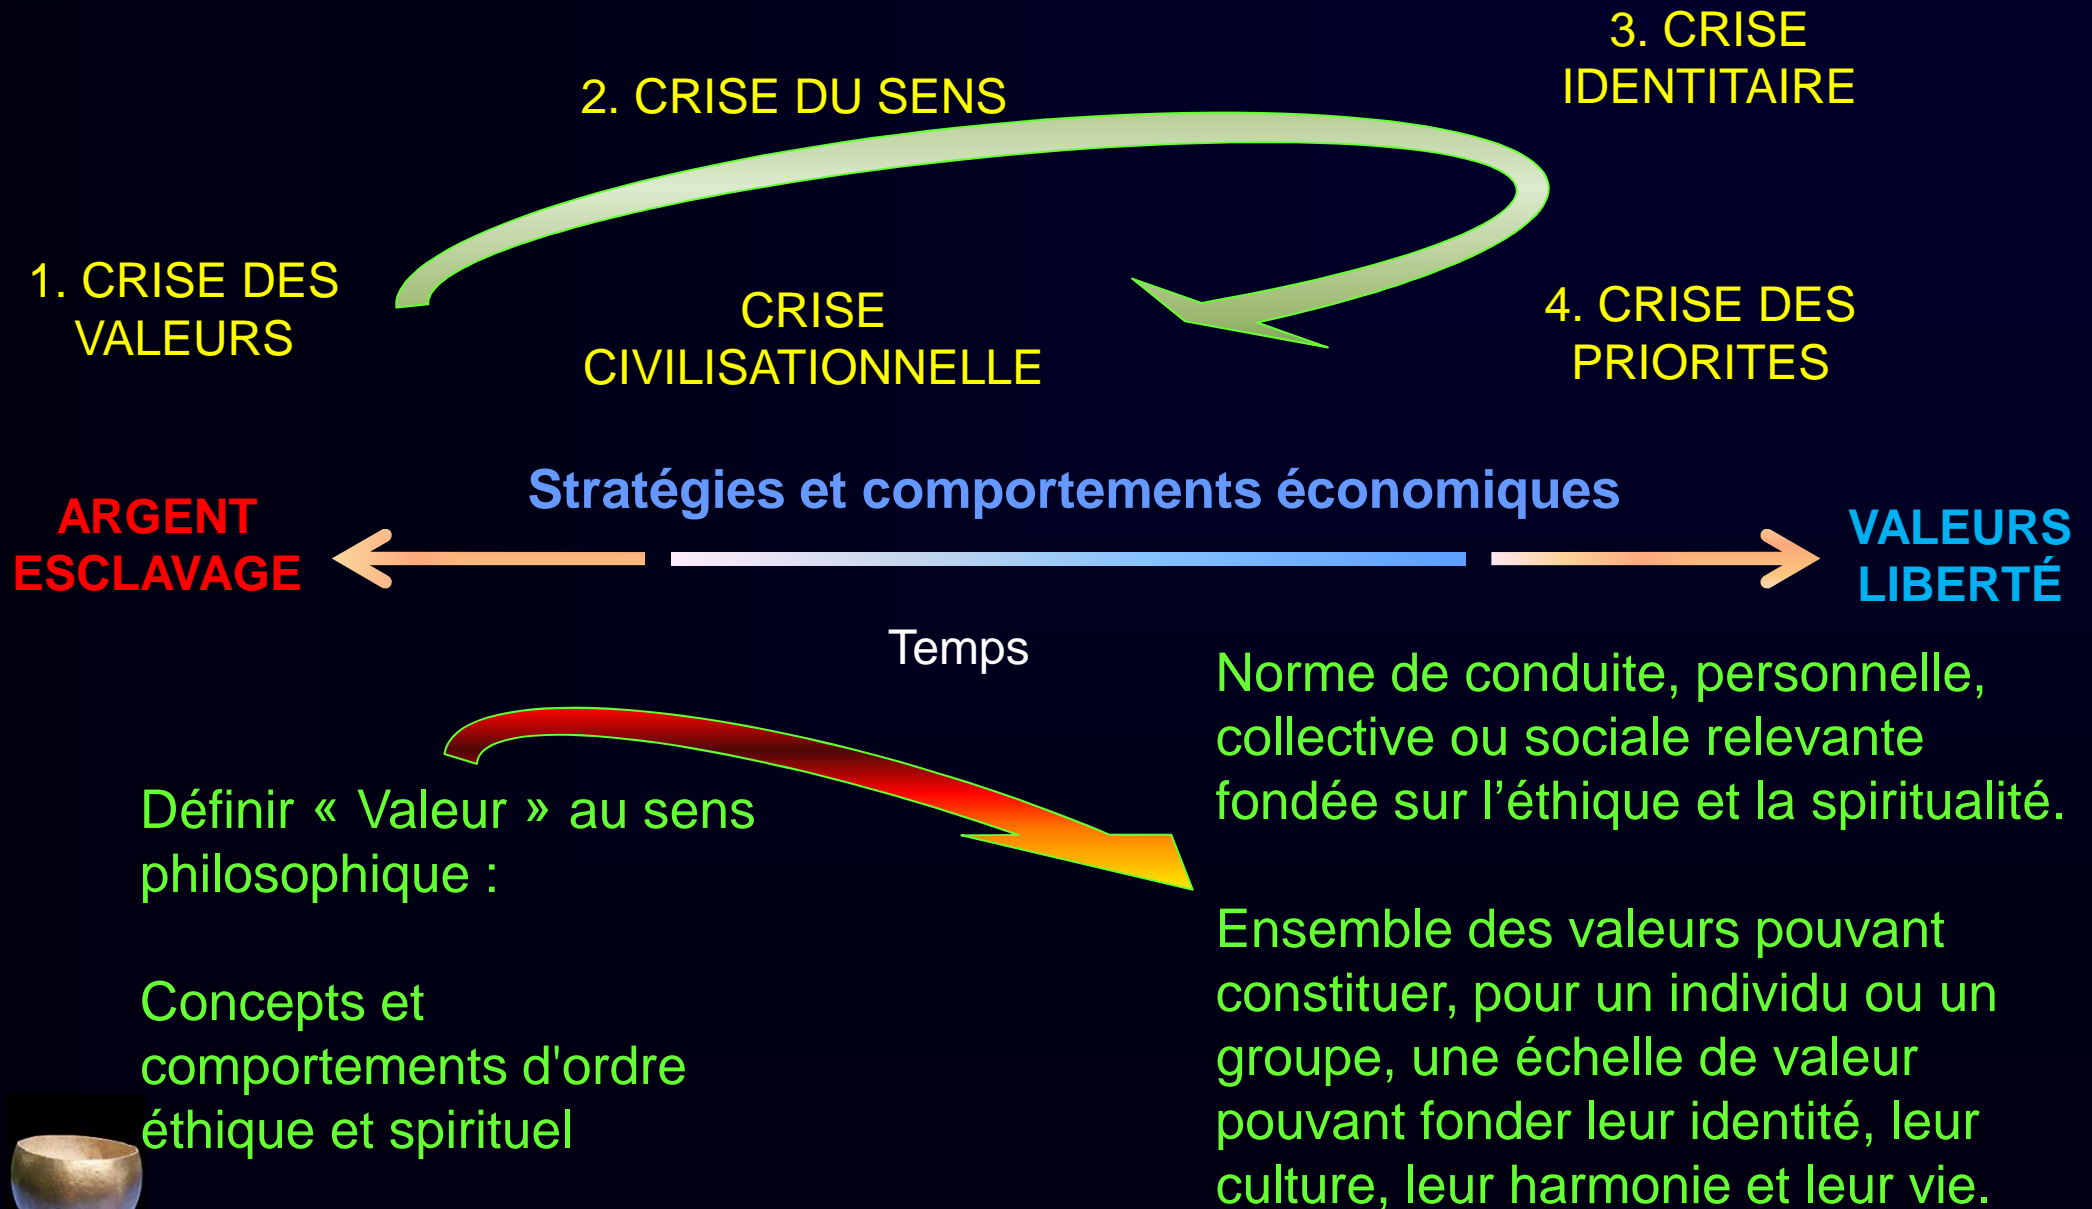 3. CRISE
IDENTITAIRE
2. CRISE DU SENS
1. CRISE DES
VALEURS
CRISE
CIVILISATIONNELLE
4. CRISE DES
PRIORITES
Stratégies et comportements économiques
ARGENT
ESCLAVAGE
VALEURS
LIBERTÉ
Temps
Définir « Valeur » au sens
philosophique :
Concepts et
comportements d'ordre
éthique et spirituel
Norme de conduite, personnelle,
collective ou sociale relevante
fondée sur l’éthique et la spiritualité.
Ensemble des valeurs pouvant
constituer, pour un individu ou un
groupe, une échelle de valeur
pouvant fonder leur identité, leur
culture, leur harmonie et leur vie.